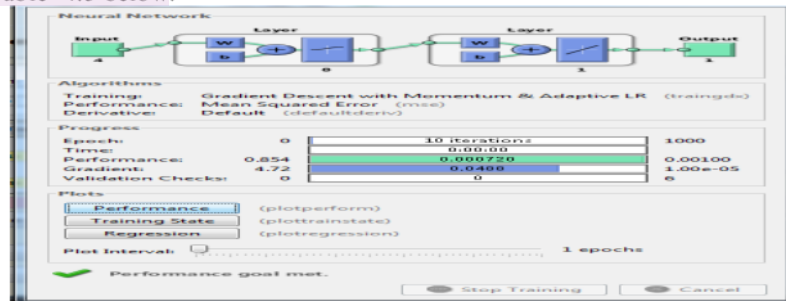 Neural Network
Layer Layer
Input Output
W W
b b
4 1
1
Algorithms
Training: Gradient Descent with Momentum & Adaptive LR (traingdx)
Performance: Mean Squared Error (mse)
Derivative: Default (defaultderiv)
Progress
Epoch: 0 10 iterations 1000
Time: 0:00:00
Performance: 0.854 0.000720 0.00100
Gradient: 4.72 0.0400 1.00e-05
Validation Checks: 0 0 6
Plots
Performance (plotperform)
Training State (plottrainstate)
Regression (plotregression)
Plot Interval: 1 epochs
Performance goal met.
Stop Training Cancel